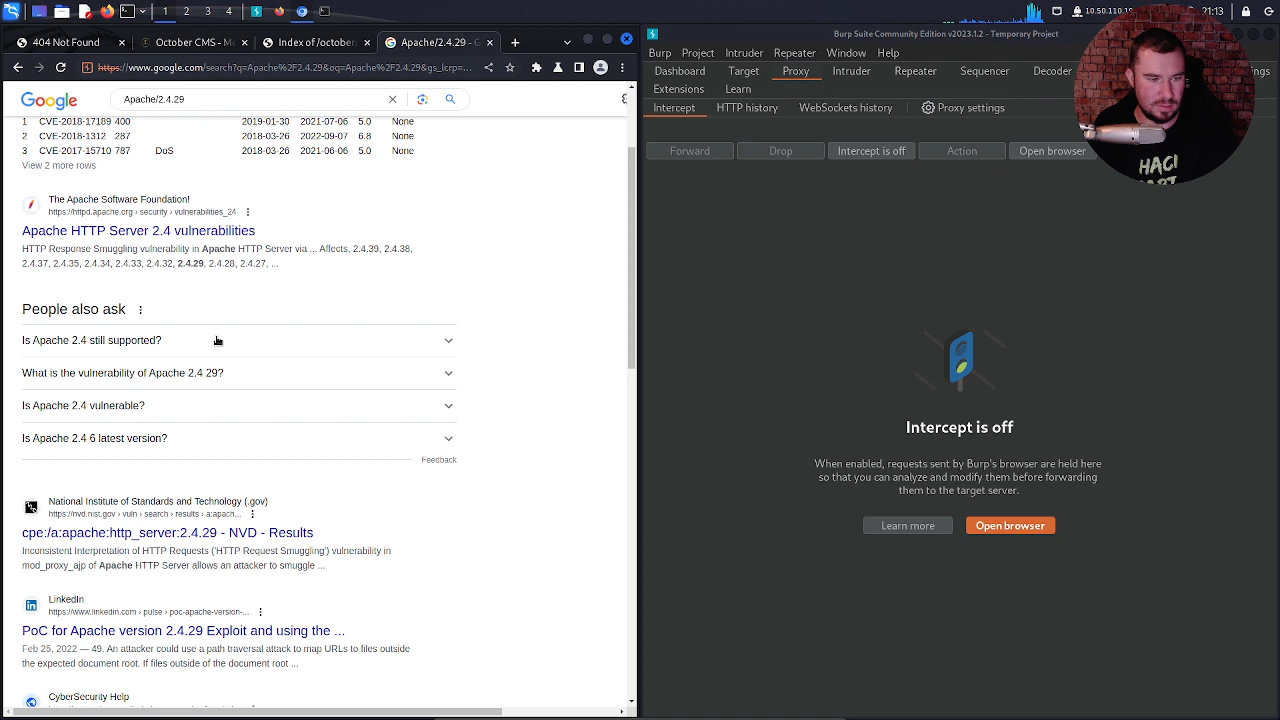 1 2 3 4
10.50.110.19
21:13
404 Not Found
October CMS - Me
Index of /october
Apache/2.4.29 - G
Burp Suite Community Edition v2023.1.2 - Temporary Project
Burp Project Intruder Repeater Window Help
https://www.google.com/search?q=Apache%2F2.4.29&oq=Apache%2F2.4.29&gs_lcrp=...
Dashboard Target Proxy Intruder Repeater Sequencer Decoder
Extensions Learn
Google
Apache/2.4.29
Intercept HTTP history WebSockets history Proxy settings
1 CVE-2018-17189 400 2019-01-30 2021-07-06 5.0 None
2 CVE-2018-1312 287 2018-03-26 2022-09-07 6.8 None
3 CVE-2017-15710 787 DoS 2018-03-26 2021-06-06 5.0 None
View 2 more rows
Forward Drop Intercept is off Action Open browser
HACI
The Apache Software Foundation!
https://httpd.apache.org › security › vulnerabilities_24
Apache HTTP Server 2.4 vulnerabilities
HTTP Response Smuggling vulnerability in Apache HTTP Server via ... Affects, 2.4.39, 2.4.38,
2.4.37, 2.4.35, 2.4.34, 2.4.33, 2.4.32, 2.4.29, 2.4.28, 2.4.27, ...
People also ask
Is Apache 2.4 still supported?
What is the vulnerability of Apache 2.4 29?
Is Apache 2.4 vulnerable?
Is Apache 2.4 6 latest version?
Feedback
Intercept is off
When enabled, requests sent by Burp's browser are held here
so that you can analyze and modify them before forwarding
them to the target server.
Learn more Open browser
National Institute of Standards and Technology (.gov)
https://nvd.nist.gov › vuln › search › results › a:apach...
cpe:/a:apache:http_server:2.4.29 - NVD - Results
Inconsistent Interpretation of HTTP Requests ('HTTP Request Smuggling') vulnerability in
mod_proxy_ajp of Apache HTTP Server allows an attacker to smuggle ...
LinkedIn
https://www.linkedin.com › pulse › poc-apache-version-...
PoC for Apache version 2.4.29 Exploit and using the ...
Feb 25, 2022 — 49. An attacker could use a path traversal attack to map URLs to files outside
the expected document root. If files outside of the document root ...
CyberSecurity Help